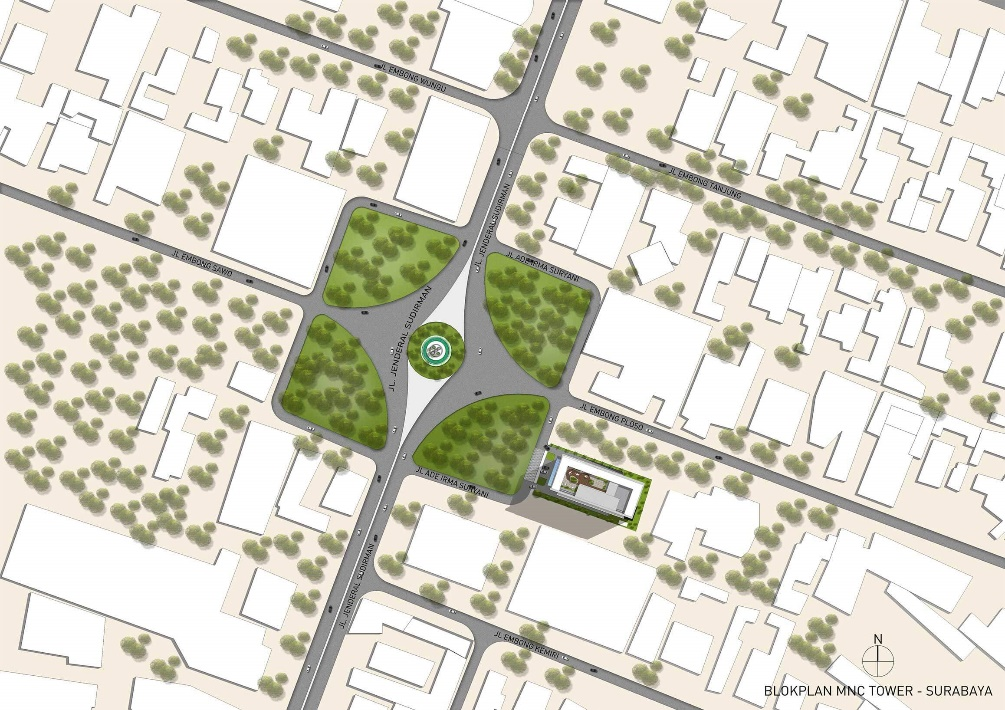 JL EMBONG WUNGU
JL EMBONG TANJUNG
JL JENDERAL SUDIRMAN
JL ADE IRMA SURYANI
JL EMBONG SAWO
JL. JENDERAL SUDIRMAN
JL EMBONG PLOSO
JL ADE IRMA SURYANI
JL. JENDERAL SUDIRMAN
JL EMBONG KEMIRI
N
BLOKPLAN MNC TOWER - SURABAYA